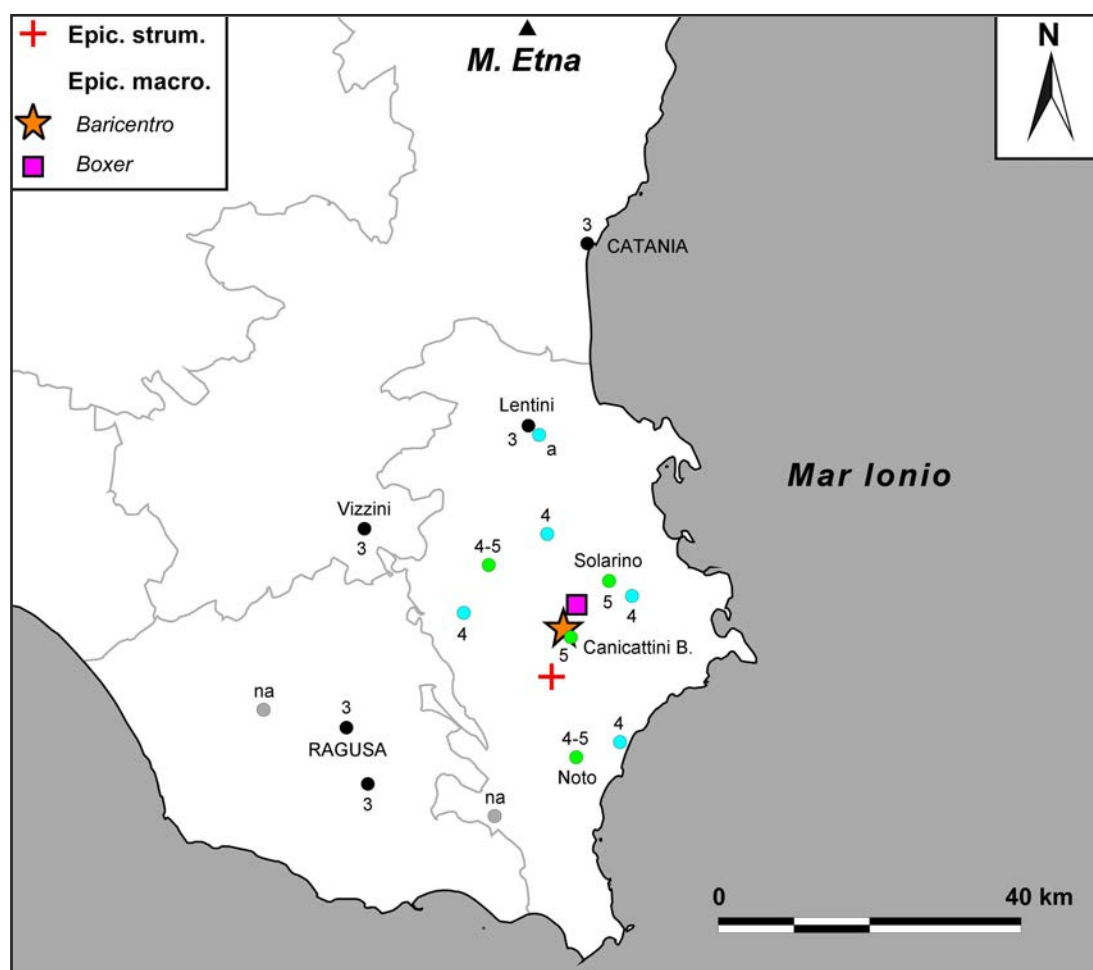 Epic. strum.
Epic. macro.
Baricentro
Boxer
M. Etna
N
3
CATANIA
Lentini
3
a
Mar Ionio
Vizzini
3
4
4-5
Solarino
5
4
4
Canicattini B.
5
na
3
RAGUSA
3
4-5
4
Noto
na
0
40 km